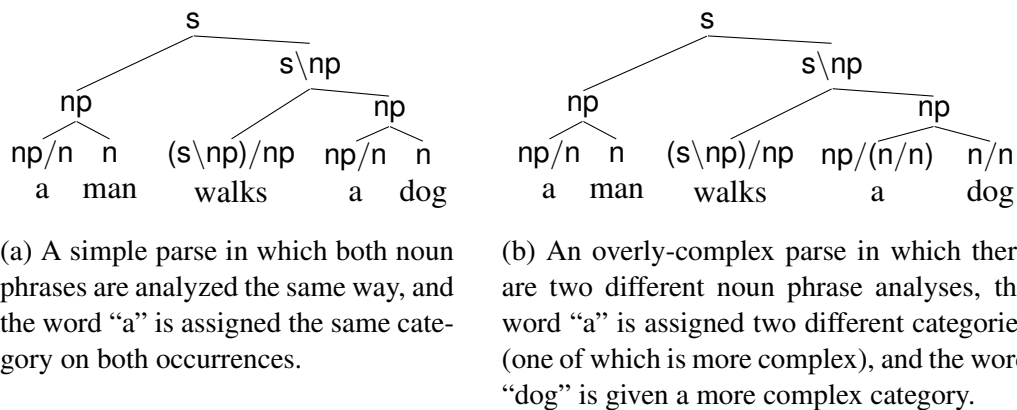 s
s\np
np
np
np/n n (s\np)/np np/n n
a man walks a dog
(a) A simple parse in which both noun
phrases are analyzed the same way, and
the word “a” is assigned the same cate-
gory on both occurrences.
s
s\np
np
np
np/n n (s\np)/np np/(n/n) n/n
a man walks a dog
(b) An overly-complex parse in which ther
are two different noun phrase analyses, th
word “a” is assigned two different categorie
(one of which is more complex), and the word
“dog” is given a more complex category.